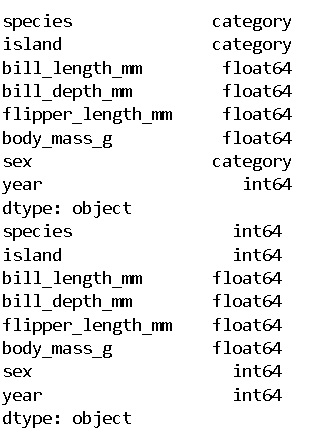 species              category
island               category
bill_length_mm        float64
bill_depth_mm         float64
flipper_length_mm     float64
body_mass_g           float64
sex                  category
year                    int64
dtype: object
species                int64
island                 int64
bill_length_mm       float64
bill_depth_mm        float64
flipper_length_mm    float64
body_mass_g          float64
sex                    int64
year                   int64
dtype: object